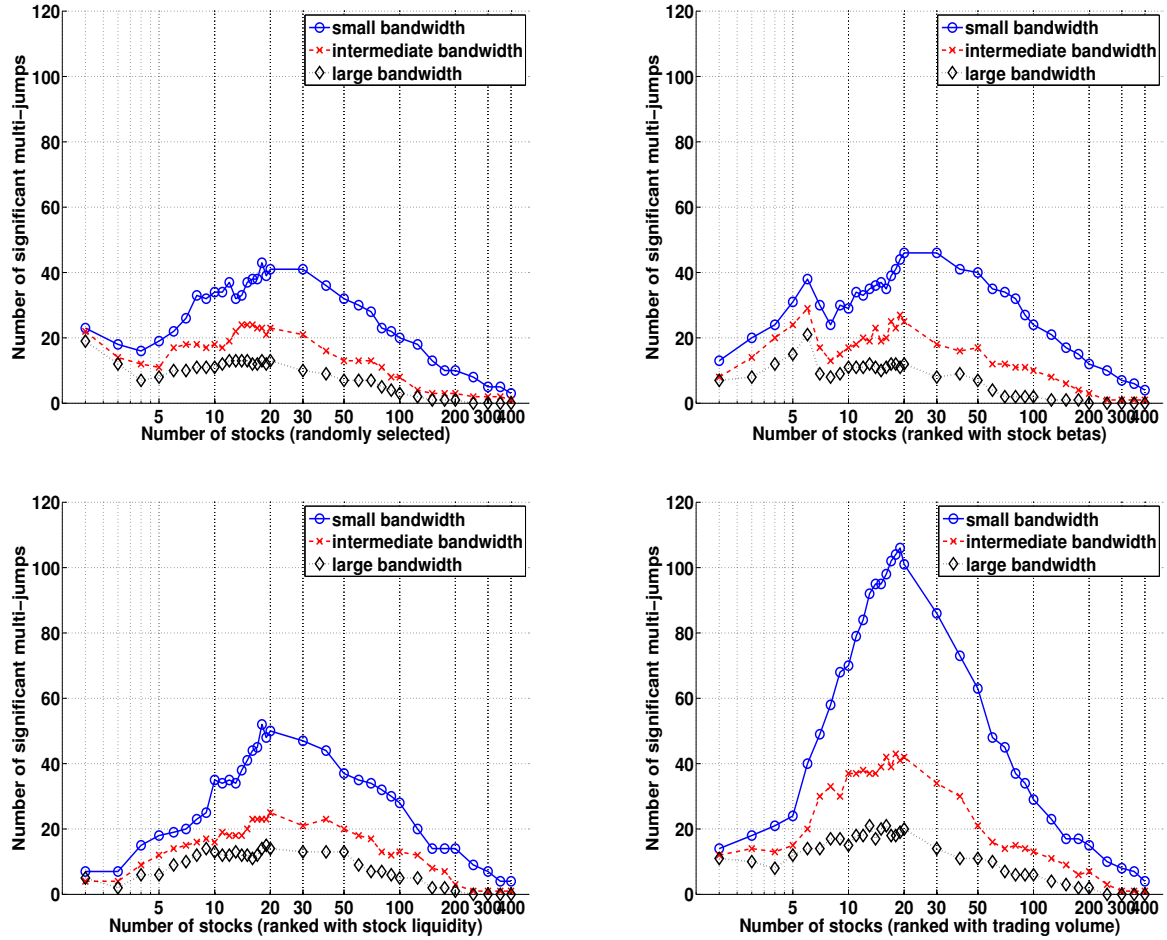 120
100
80
60
40
20
0
Number of significant multi-jumps
small bandwidth
intermediate bandwidth
large bandwidth
5 10 20 30 50 100 200 300 400
Number of stocks (randomly selected)
120
100
80
60
40
20
0
Number of significant multi-jumps
small bandwidth
intermediate bandwidth
large bandwidth
5 10 20 30 50 100 200 300 400
Number of stocks (ranked with stock betas)
120
100
80
60
40
20
0
Number of significant multi-jumps
small bandwidth
intermediate bandwidth
large bandwidth
5 10 20 30 50 100 200 300 400
Number of stocks (ranked with stock liquidity)
120
100
80
60
40
20
0
Number of significant multi-jumps
small bandwidth
intermediate bandwidth
large bandwidth
5 10 20 30 50 100 200 300 400
Number of stocks (ranked with trading volume)